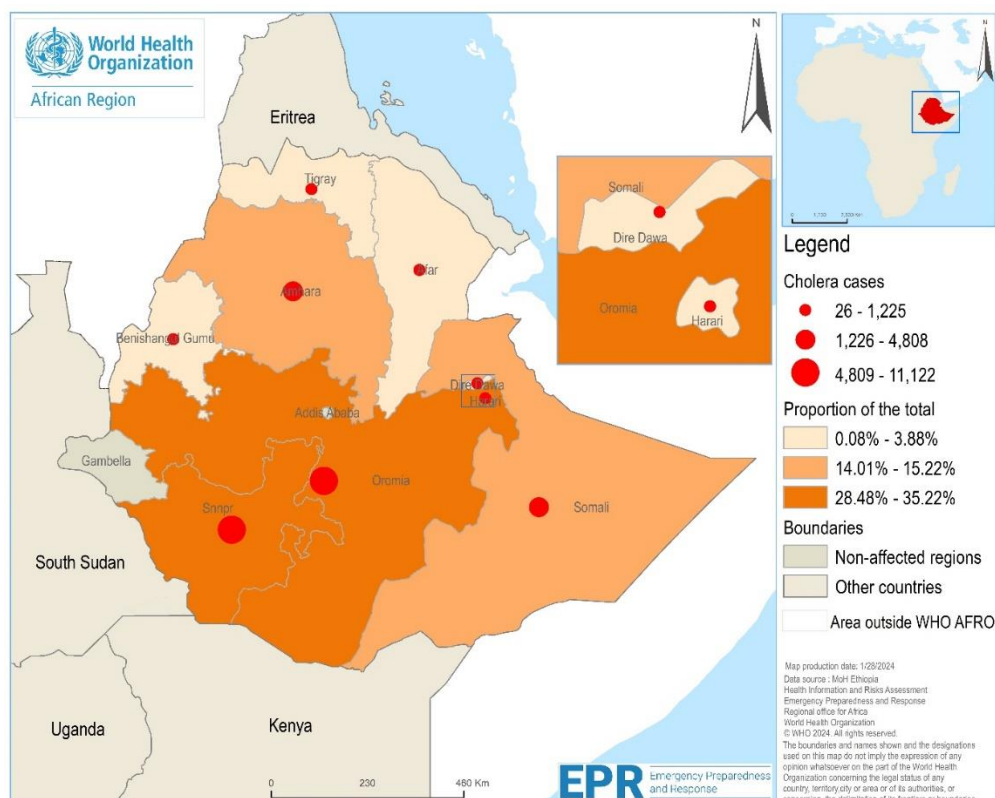 World Health
Organization
African Region
Eritrea
Tigray
Afar
Amhara
Benishangul Gumu
Dire Dawa
Harari
Addis Ababa
Gambella
Oromia
Snnpr
Somali
South Sudan
Uganda
Kenya
0
230
460 Km
N
Somali
Dire Dawa
Oromia
Harari
EPR
Emergency Preparedness
and Response
N
0
Legend
Cholera cases
26 - 1,225
1,226 - 4,808
4,809 - 11,122
Proportion of the total
0.08% - 3.88%
14.01% - 15.22%
28.48% - 35.22%
Boundaries
Non-affected regions
Other countries
Area outside WHO AFRO
Map production date: 1/28/2024
Data source : MoH Ethiopia
Health Information and Risks Assessment
Emergency Preparedness and Response
Regional office for Africa
World Health Organization
© WHO 2024. All rights reserved.
The boundaries and names shown and the designations
used on this map do not imply the expression of any
opinion whatsoever on the part of the World Health
Organization concerning the legal status of any
country, territory,city or area or of its authorities, or